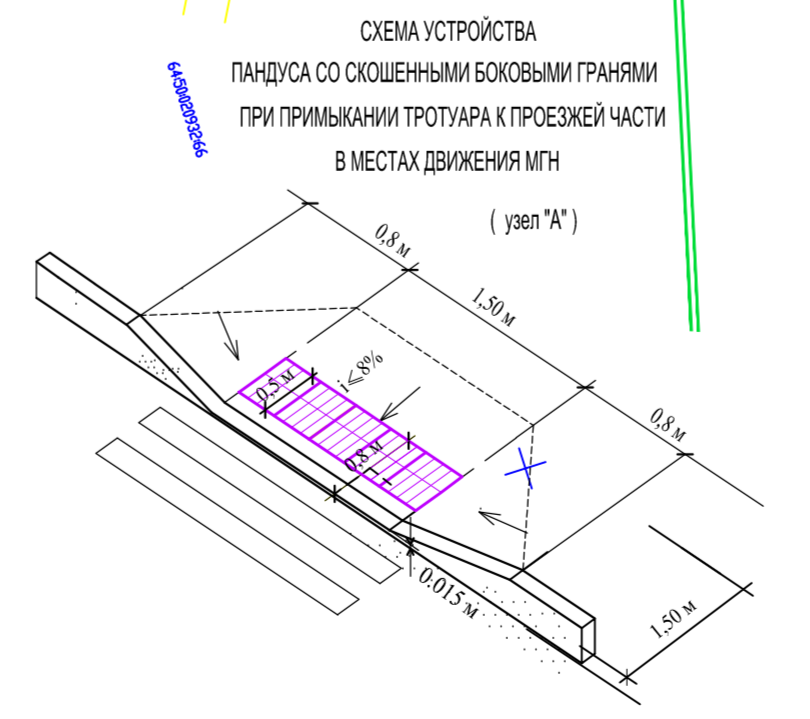 СХЕМА УСТРОЙСТВА
ПАНДУСА СО СКОШЕННЫМИ БОКОВЫМИ ГРАНЯМИ
ПРИ ПРИМЫКАНИИ ТРОТУАРА К ПРОЕЗЖЕЙ ЧАСТИ
В МЕСТАХ ДВИЖЕНИЯ МГН
( узел "А" )
64:50:020932:66
0,8 м
1,50 м
0,8 м
i⩽8%
0,5 м
0,8 м
0.015 м
1,50 м